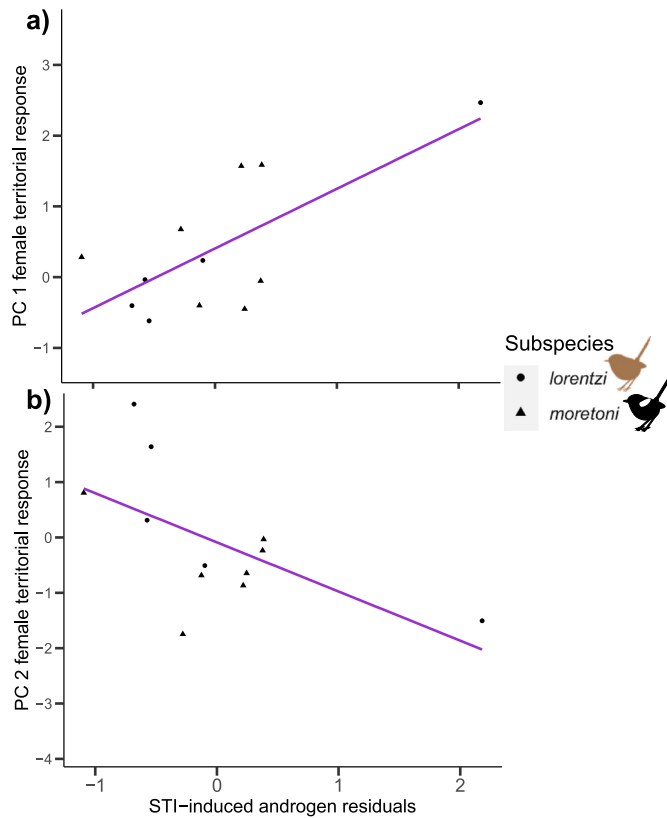 a)
3
2
1
0
−1
PC 1 female territorial response
Subspecies
lorentzi
moretoni
b)
2
1
0
−1
−2
−3
−4
PC 2 female territorial response
−1 0 1 2
STI−induced androgen residuals